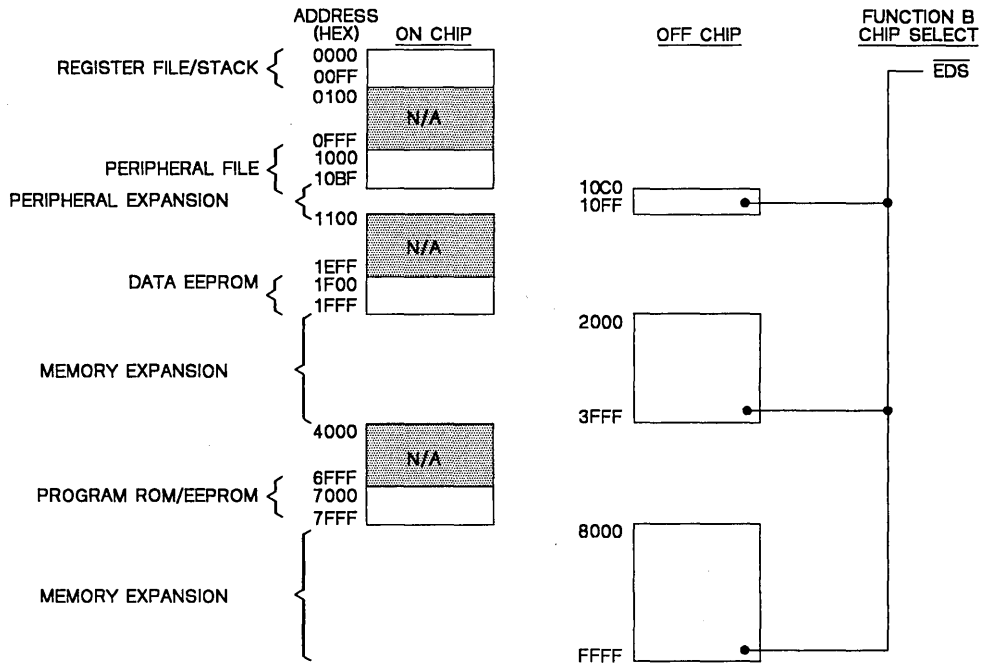 ADDRESS (HEX)
ON CHIP
OFF CHIP
FUNCTION B CHIP SELECT
EDS
REGISTER FILE/STACK
0000
00FF
0100
N/A
0FFF
PERIPHERAL FILE
1000
10BF
PERIPHERAL EXPANSION
10C0
10FF
1100
N/A
1EFF
DATA EEPROM
1F00
1FFF
MEMORY EXPANSION
2000
3FFF
4000
N/A
6FFF
PROGRAM ROM/EEPROM
7000
7FFF
MEMORY EXPANSION
8000
FFFF